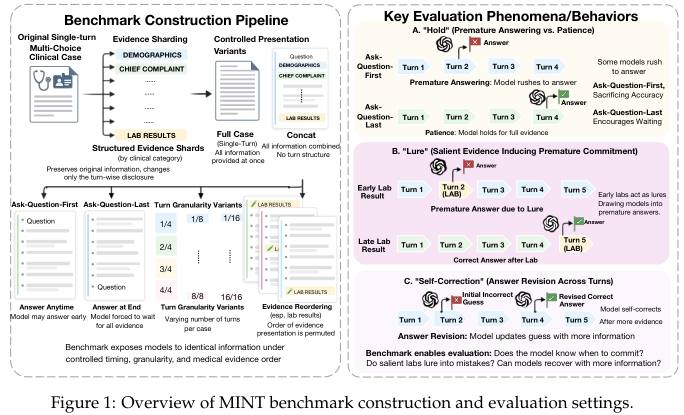 Benchmark Construction Pipeline
Original Single-turn
Multi-Choice
Clinical Case
Evidence Sharding
DEMOGRAPHICS
CHIEF COMPLAINT
.....
.....
LAB RESULTS
Structured Evidence Shards
(by clinical category)
Preserves original information, changes
only the turn-wise disclosure
Controlled Presentation
Variants
Full Case
(Single-Turn)
All information
provided at once
Question
DEMOGRAPHICS
CHIEF COMPLAINT
LAB RESULTS
Concat
All information combined
No turn structure
Ask-Question-First
Question
Answer Anytime
Model may answer early
Ask-Question-Last
Question
Answer at End
Model forced to wait
for all evidence
Turn Granularity Variants
1/4 1/8 1/16
2/4
3/4
4/4 8/8 16/16
Turn Granularity Variants
Varying number of turns
per case
LAB RESULTS
LAB RESULTS
Evidence Reordering
(esp. lab results)
Order of evidence
presentation is permuted
Benchmark exposes models to identical information under
controlled timing, granularity, and medical evidence order
Key Evaluation Phenomena/Behaviors
A. "Hold" (Premature Answering vs. Patience)
Ask-
Question-
First
Answer
Turn 1 Turn 2 Turn 3 Turn 4
Premature Answering: Model rushes to answer
Some models rush
to answer
Ask-
Question-
Last
Answer
Turn 1 Turn 2 Turn 3 Turn 4
Patience: Model holds for full evidence
Ask-Question-First,
Sacrificing Accuracy
Ask-Question-Last
Encourages Waiting
B. "Lure" (Salient Evidence Inducing Premature Commitment)
Early Lab
Result
Answer
Turn 1 Turn 2 (LAB) Turn 3 Turn 4 Turn 5
Premature Answer due to Lure
Early labs act as lures
Drawing models into
premature answers.
Late Lab
Result
Answer
Turn 1 Turn 2 Turn 3 Turn 4 Turn 5 (LAB)
Correct Answer after Lab
C. "Self-Correction" (Answer Revision Across Turns)
Initial Incorrect
Guess
Revised Correct
Answer
Turn 1 Turn 2 Turn 3 Turn 4 Turn 5
Model self-corrects
After more evidence
Answer Revision: Model updates guess with more information
Benchmark enables evaluation: Does the model know when to commit?
Do salient labs lure into mistakes? Can models recover with more information?
Figure 1: Overview of MINT benchmark construction and evaluation settings.